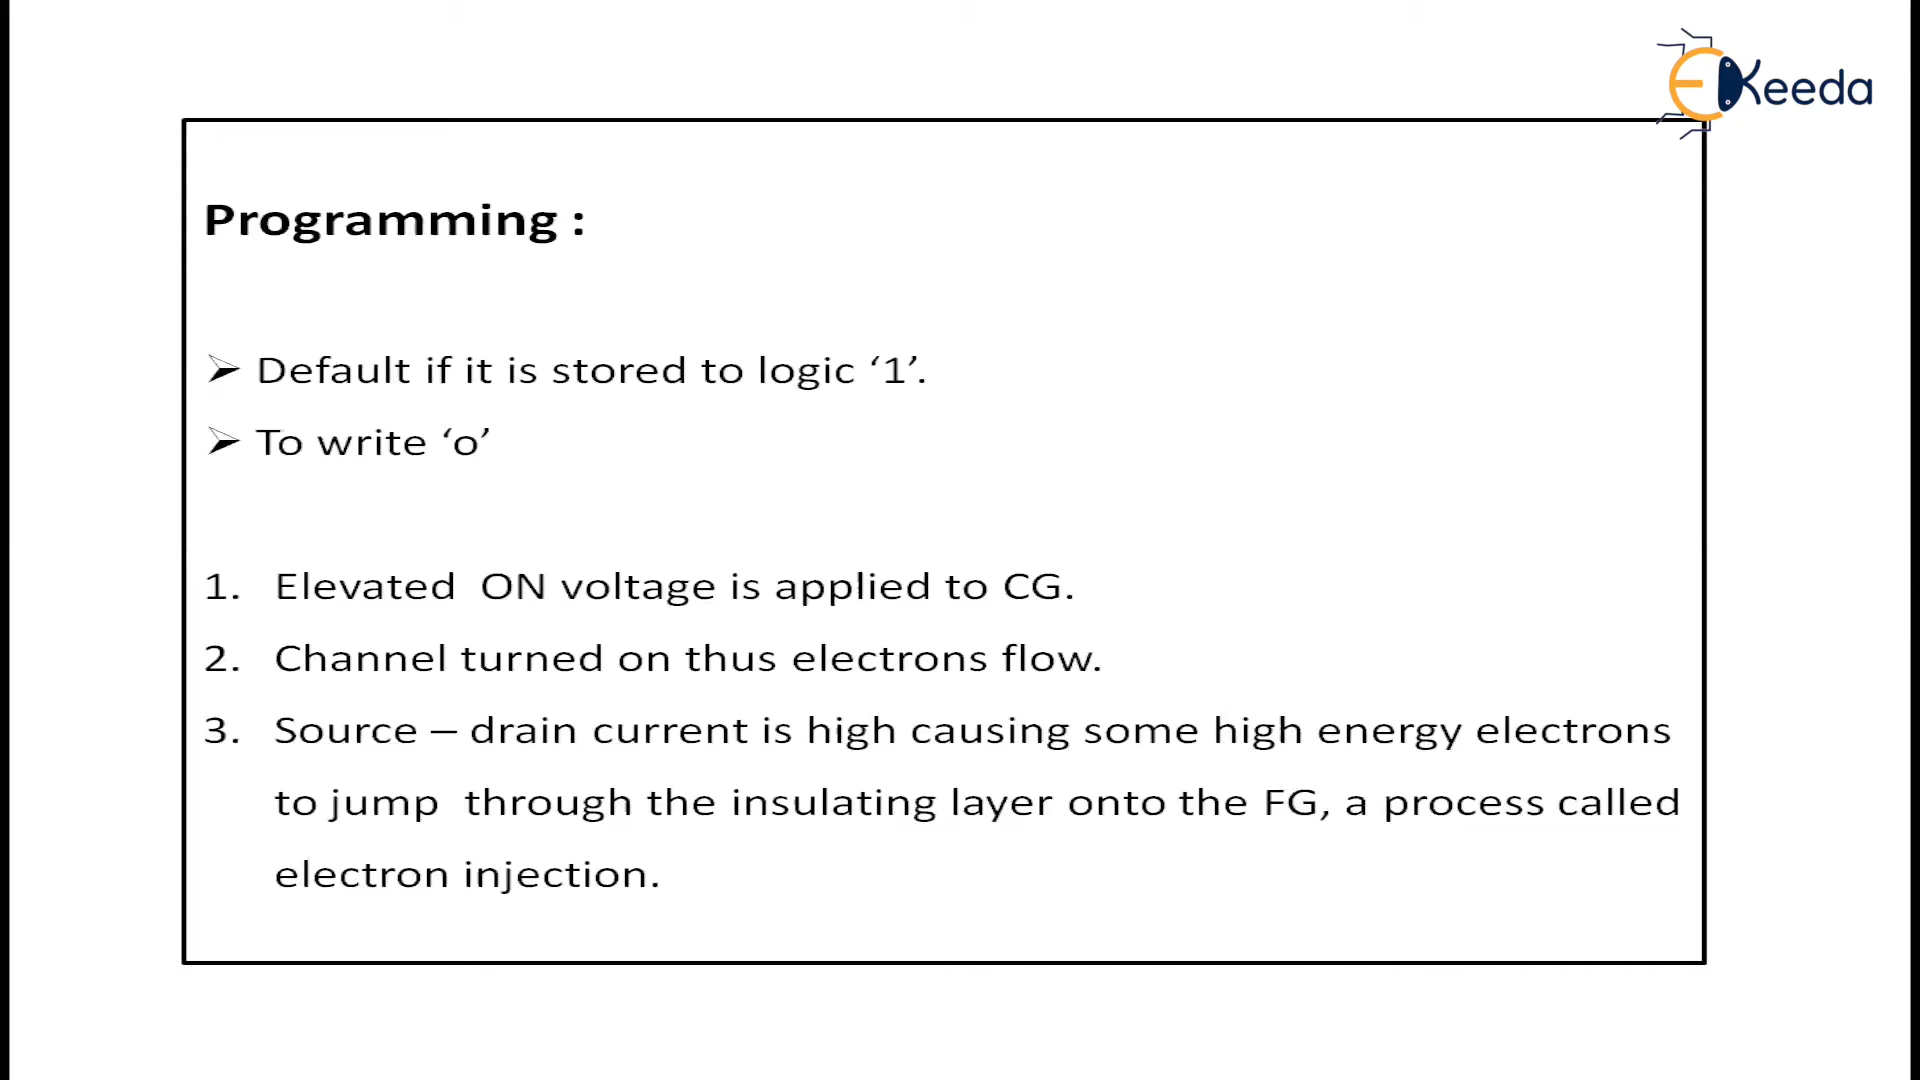 EKeeda
Programming :
➢ Default if it is stored to logic ‘1’.
➢ To write ‘o’
1. Elevated ON voltage is applied to CG.
2. Channel turned on thus electrons flow.
3. Source – drain current is high causing some high energy electrons
to jump through the insulating layer onto the FG, a process called
electron injection.